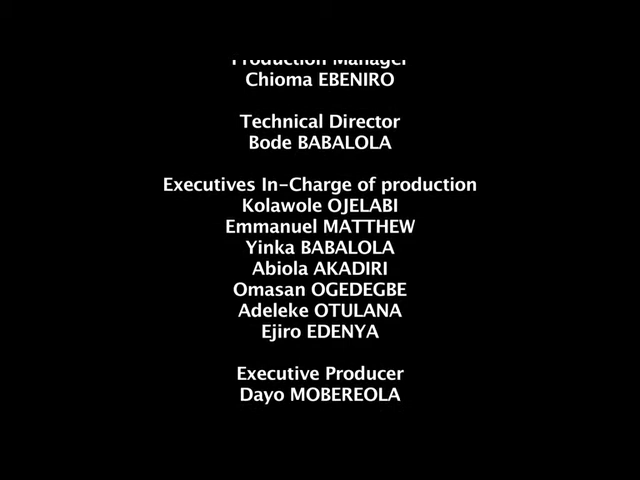 Production Manager
Chioma EBENIRO
Technical Director
Bode BABALOLA
Executives In-Charge of production
Kolawole OJELABI
Emmanuel MATTHEW
Yinka BABALOLA
Abiola AKADIRI
Omasan OGEDEGBE
Adeleke OTULANA
Ejiro EDENYA
Executive Producer
Dayo MOBEREOLA